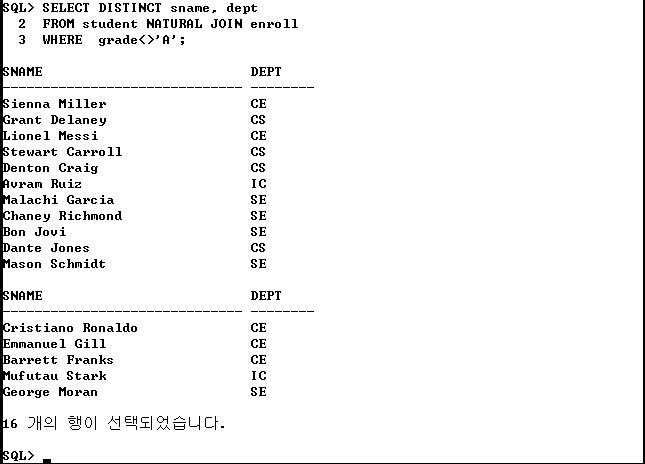 SQL> SELECT DISTINCT sname, dept
  2  FROM student NATURAL JOIN enroll
  3  WHERE  grade<>'A';
SNAME                          DEPT
------------------------------ --------
Sienna Miller                  CE
Grant Delaney                  CS
Lionel Messi                   CE
Stewart Carroll                CS
Denton Craig                   CS
Avram Ruiz                     IC
Malachi Garcia                 SE
Chaney Richmond                SE
Bon Jovi                       SE
Dante Jones                    CS
Mason Schmidt                  SE
SNAME                          DEPT
------------------------------ --------
Cristiano Ronaldo              CE
Emmanuel Gill                  CE
Barrett Franks                 CE
Mufutau Stark                  IC
George Moran                   SE
16 개의 행이 선택되었습니다.
SQL> _